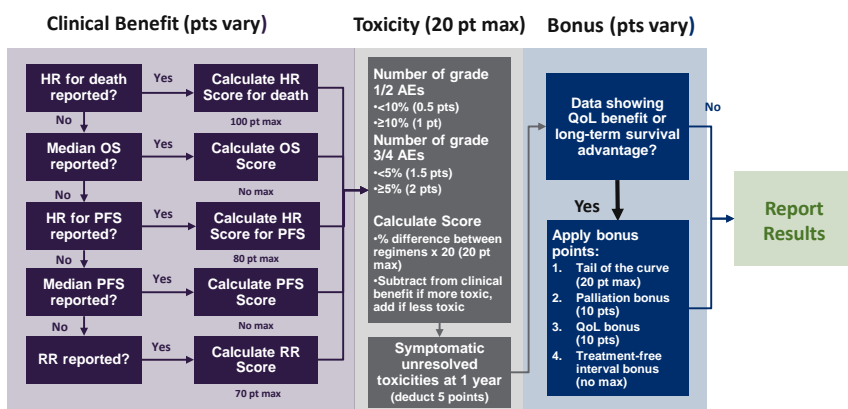 Clinical Benefit (pts vary)
Toxicity (20 pt max)
Bonus (pts vary)
HR for death
reported?
Yes
Calculate HR
Score for death
100 pt max
No
Median OS
reported?
Yes
Calculate OS
Score
No max
No
HR for PFS
reported?
Yes
Calculate HR
Score for PFS
80 pt max
No
Median PFS
reported?
Yes
Calculate PFS
Score
No max
No
RR reported?
Yes
Calculate RR
Score
70 pt max
Number of grade
1/2 AEs
•<10% (0.5 pts)
•≥10% (1 pt)
Number of grade
3/4 AEs
•<5% (1.5 pts)
•≥5% (2 pts)
Calculate Score
•% difference between
regimens x 20 (20 pt
max)
•Subtract from clinical
benefit if more toxic,
add if less toxic
Symptomatic
unresolved
toxicities at 1 year
(deduct 5 points)
Data showing
QoL benefit or
long-term survival
advantage?
No
Yes
Apply bonus
points:
1. Tail of the curve
(20 pt max)
2. Palliation bonus
(10 pts)
3. QoL bonus
(10 pts)
4. Treatment-free
interval bonus
(no max)
Report
Results